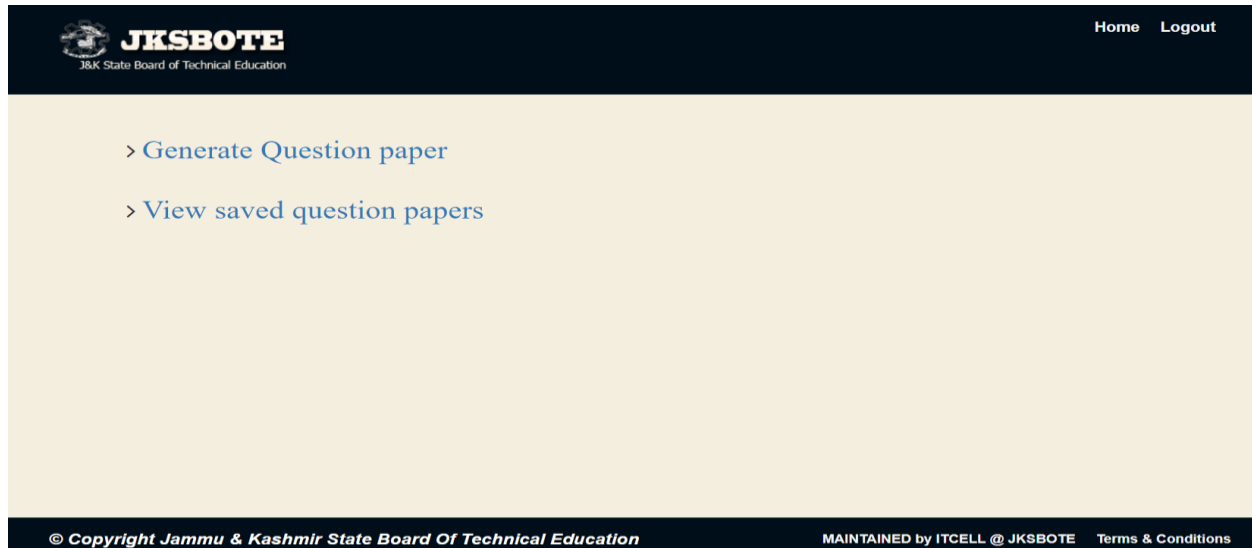 JKSBOTE
J&K State Board of Technical Education
Home Logout
> Generate Question paper
> View saved question papers
© Copyright Jammu & Kashmir State Board Of Technical Education
MAINTAINED by ITCELL @ JKSBOTE Terms & Conditions